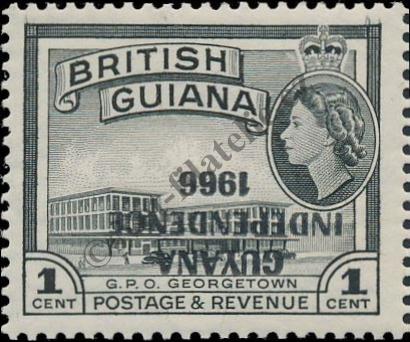 BRITISH
GUIANA
GUYANA
INDEPENDENCE
1966
1 CENT
1 CENT
G.P.O. GEORGETOWN
POSTAGE & REVENUE